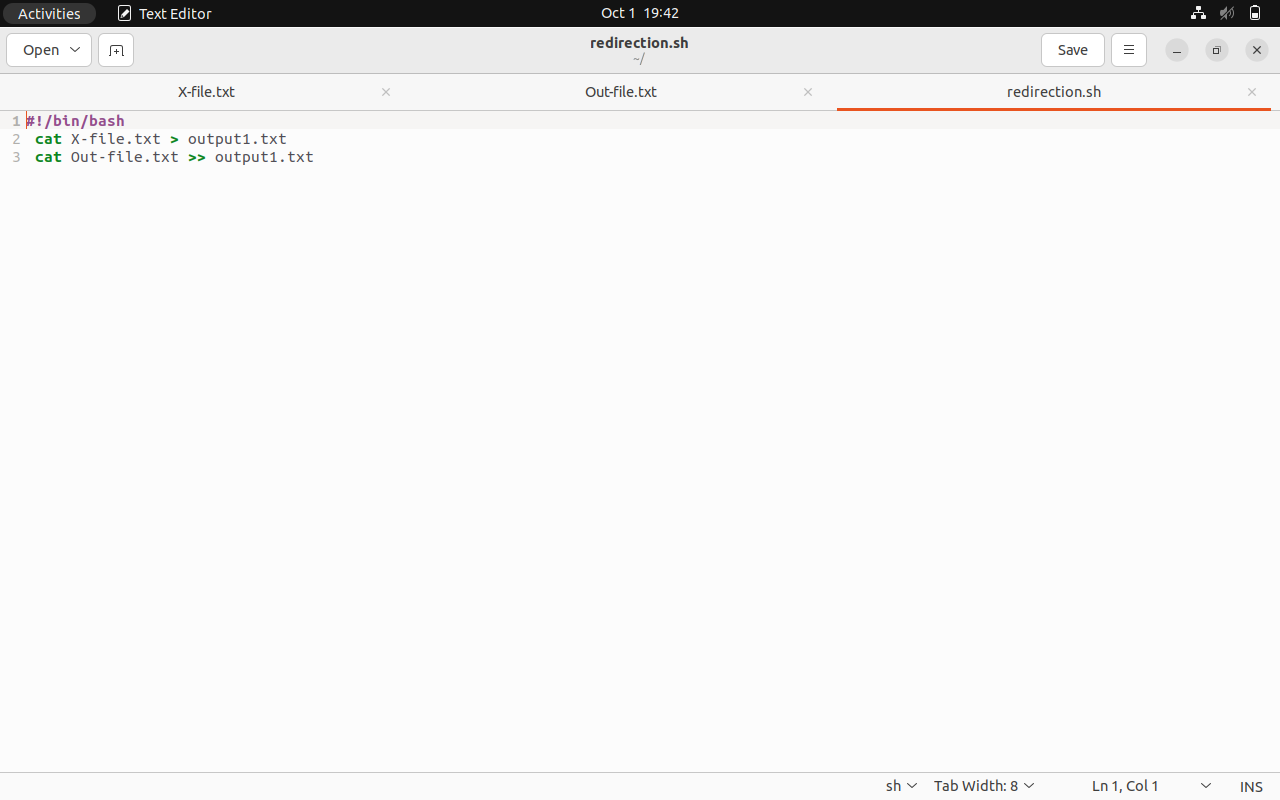 Activities Text Editor Oct 1 19:42
Open redirection.sh Save
~/
X-file.txt Out-file.txt redirection.sh
1 #!/bin/bash
2 cat X-file.txt > output1.txt
3 cat Out-file.txt >> output1.txt
sh Tab Width: 8 Ln 1, Col 1 INS